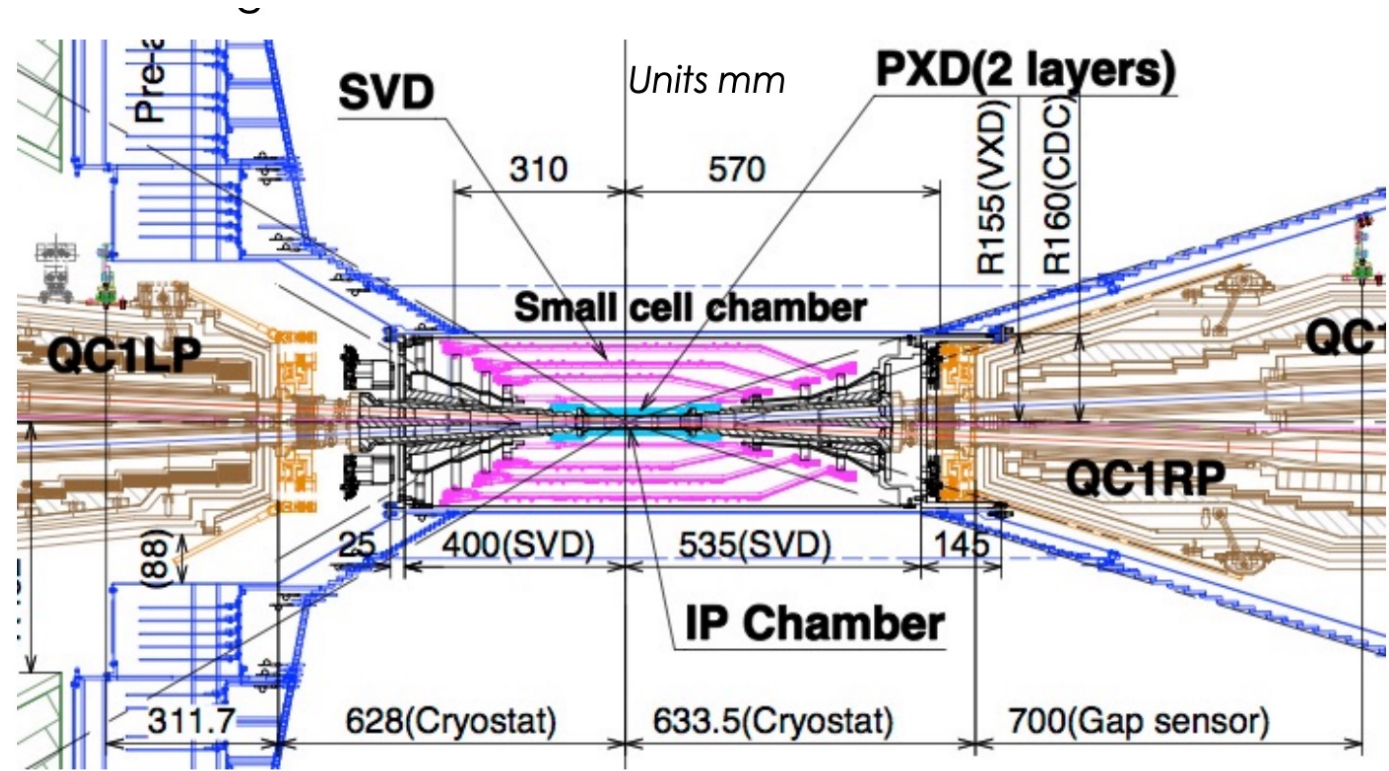 SVD
Units mm
PXD(2 layers)
310
570
R155(VXD)
R160(CDC)
Small cell chamber
QC1LP
QC1RP
(88)
25
400(SVD)
535(SVD)
145
IP Chamber
311.7
628(Cryostat)
633.5(Cryostat)
700(Gap sensor)